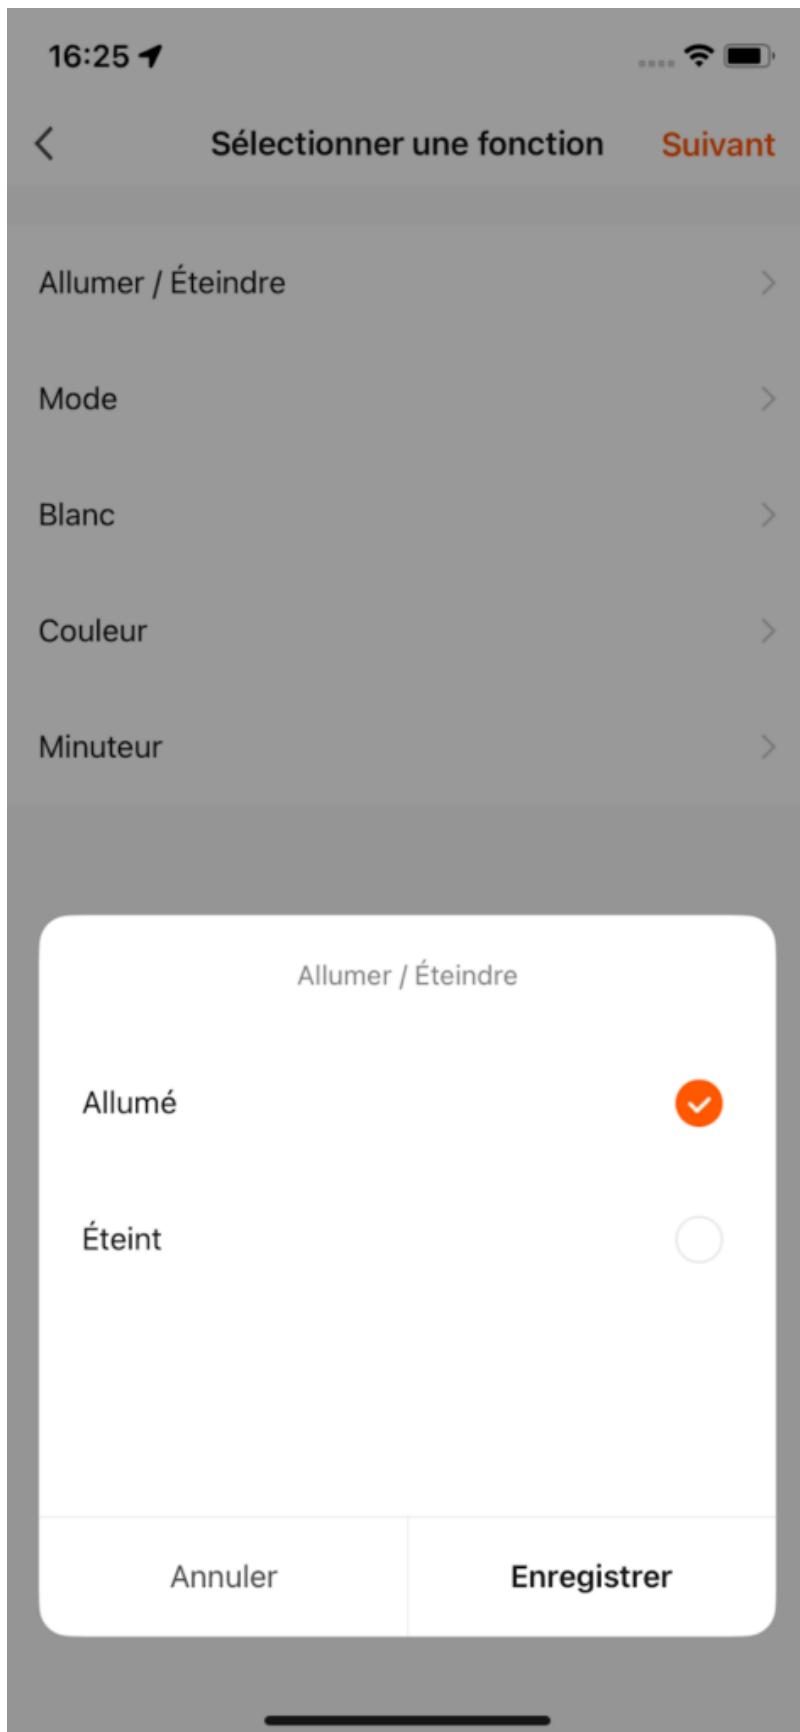 16:25
Sélectionner une fonction
Suivant
Allumer / Éteindre
Mode
Blanc
Couleur
Minuteur
Allumer / Éteindre
Allumé
Éteint
Annuler
Enregistrer